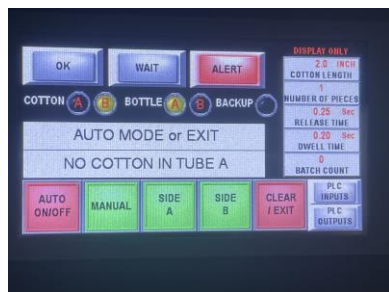 DISPLAY ONLY
OK
WAIT
ALERT
2.0 INCH
COTTON LENGTH
1
NUMBER OF PIECES
COTTON A B BOTTLE A B BACKUP
0.25 Sec
RELEASE TIME
AUTO MODE or EXIT
0.20 Sec
DWELL TIME
NO COTTON IN TUBE A
0
BATCH COUNT
AUTO
ON/OFF
MANUAL
SIDE
A
SIDE
B
CLEAR
/ EXIT
PLC
INPUTS
PLC
OUTPUTS